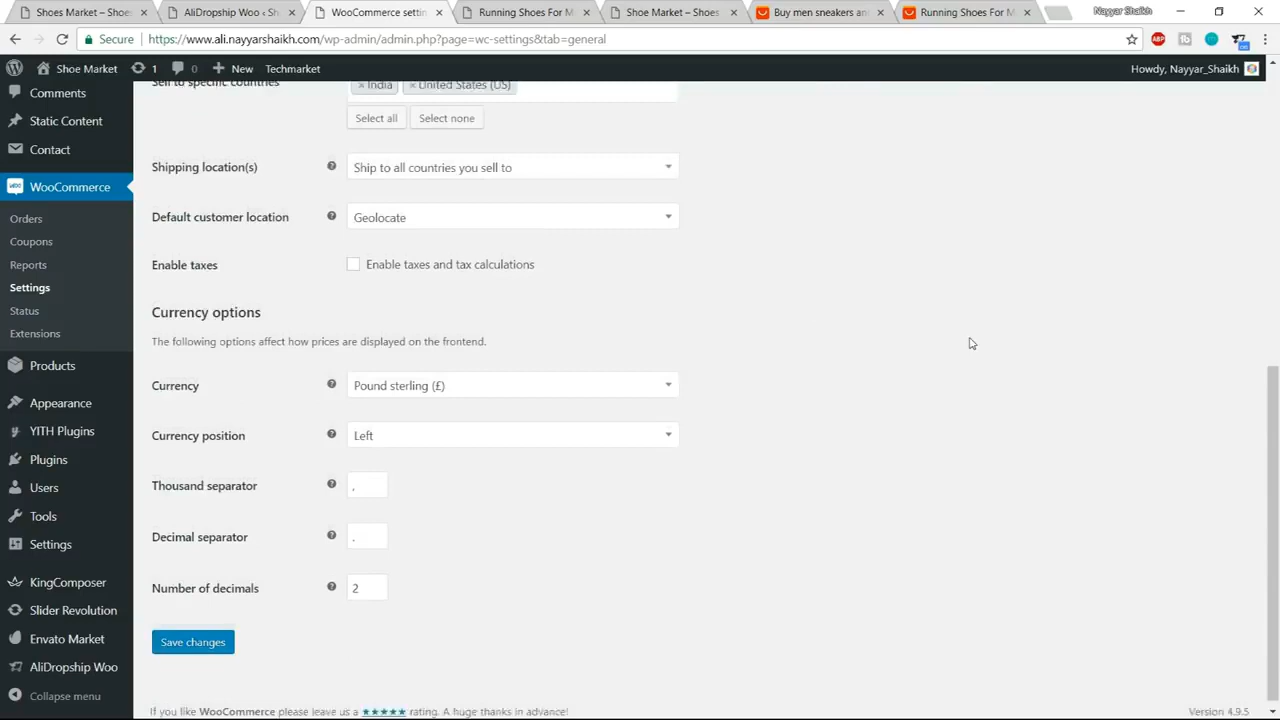 Shoes Market – Shoes
AliDropship Woo ‹ Sh
WooCommerce settin
Running Shoes For M
Shoe Market – Shoes
Buy men sneakers an
Running Shoes For M
Nayyar Shaikh
Secure
https://www.ali.nayyarshaikh.com/wp-admin/admin.php?page=wc-settings&tab=general
ABP
fb
Shoe Market
1
0
New
Techmarket
Howdy, Nayyar_Shaikh
Comments
Static Content
Contact
WooCommerce
Orders
Coupons
Reports
Settings
Status
Extensions
Products
Appearance
YITH Plugins
Plugins
Users
Tools
Settings
KingComposer
Slider Revolution
Envato Market
AliDropship Woo
Collapse menu
Sell to specific countries
× India
× United States (US)
Select all
Select none
Shipping location(s)
Ship to all countries you sell to
Default customer location
Geolocate
Enable taxes
Enable taxes and tax calculations
Currency options
The following options affect how prices are displayed on the frontend.
Currency
Pound sterling (£)
Currency position
Left
Thousand separator
,
Decimal separator
.
Number of decimals
2
Save changes
If you like WooCommerce please leave us a ★★★★★ rating. A huge thanks in advance!
Version 4.9.5